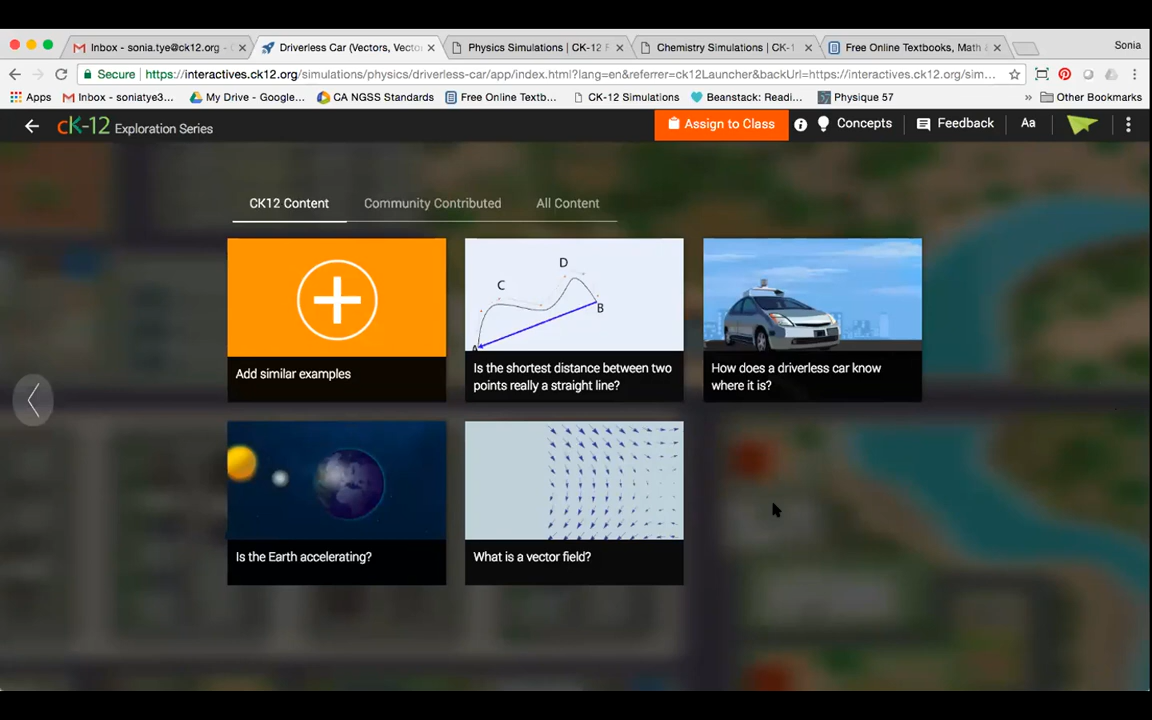 Inbox - sonia.tye@ck12.org -
Driverless Car (Vectors, Vecto
Physics Simulations | CK-12 F
Chemistry Simulations | CK-1
Free Online Textbooks, Math &
Sonia
Secure
https://interactives.ck12.org/simulations/physics/driverless-car/app/index.html?lang=en&referrer=ck12Launcher&backUrl=https://interactives.ck12.org/sim...
Apps
Inbox - soniatye3...
My Drive - Google...
CA NGSS Standards
Free Online Textb...
CK-12 Simulations
Beanstack: Readi...
Physique 57
»
Other Bookmarks
cK-12 Exploration Series
Assign to Class
Concepts
Feedback
Aa
CK12 Content
Community Contributed
All Content
Add similar examples
C
D
B
A
Is the shortest distance between two
points really a straight line?
How does a driverless car know
where it is?
Is the Earth accelerating?
What is a vector field?